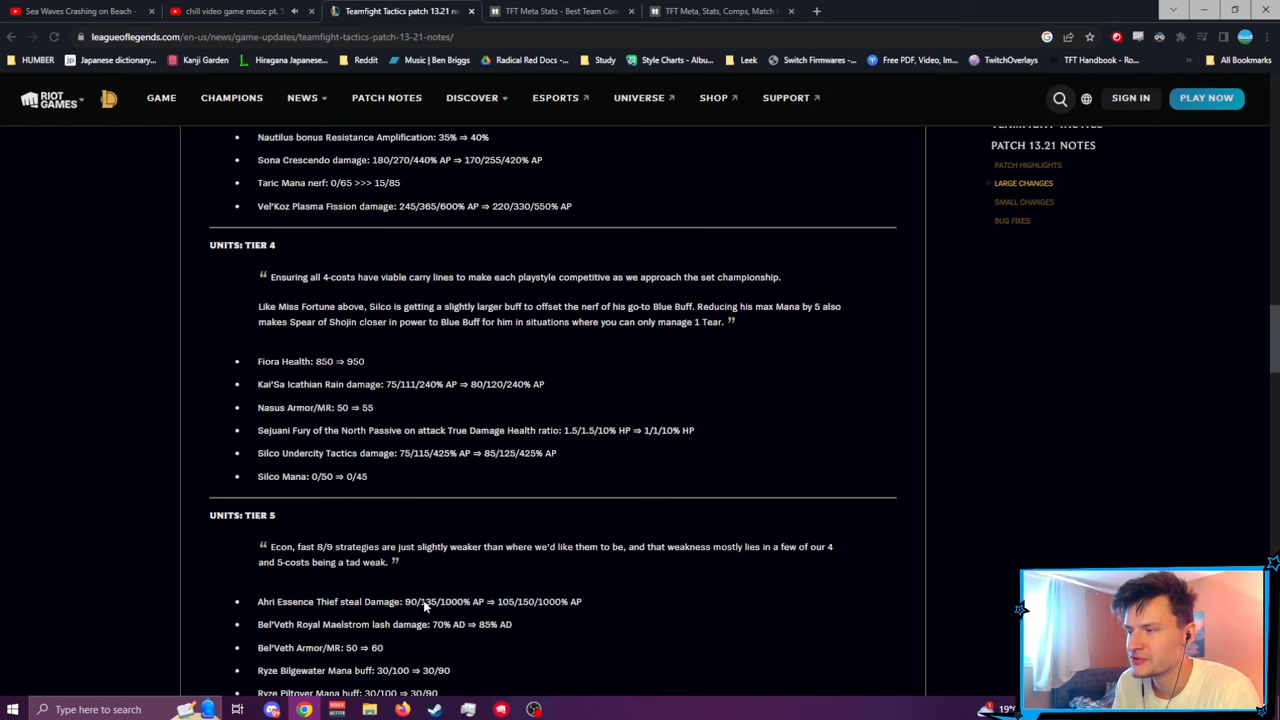 Sea Waves Crashing on Beach -
chill video game music pt. 5
Teamfight Tactics patch 13.21 no
TFT Meta Stats - Best Team Com
TFT Meta, Stats, Comps, Match H
leagueoflegends.com/en-us/news/game-updates/teamfight-tactics-patch-13-21-notes/
HUMBER
Japanese dictionary...
Kanji Garden
Hiragana Japanese...
Reddit
Music | Ben Briggs
Radical Red Docs -...
Study
Style Charts - Albu...
Leek
Switch Firmwares -...
Free PDF, Video, Im...
TwitchOverlays
TFT Handbook - Ro...
All Bookmarks
RIOT GAMES
GAME
CHAMPIONS
NEWS
PATCH NOTES
DISCOVER
ESPORTS
UNIVERSE
SHOP
SUPPORT
SIGN IN
PLAY NOW
TEAMFIGHT TACTICS
PATCH 13.21 NOTES
PATCH HIGHLIGHTS
LARGE CHANGES
SMALL CHANGES
BUG FIXES
Nautilus bonus Resistance Amplification: 35% ⇒ 40%
Sona Crescendo damage: 180/270/440% AP ⇒ 170/255/420% AP
Taric Mana nerf: 0/65 >>> 15/85
Vel'Koz Plasma Fission damage: 245/365/600% AP ⇒ 220/330/550% AP
UNITS: TIER 4
" Ensuring all 4-costs have viable carry lines to make each playstyle competitive as we approach the set championship.
Like Miss Fortune above, Silco is getting a slightly larger buff to offset the nerf of his go-to Blue Buff. Reducing his max Mana by 5 also
makes Spear of Shojin closer in power to Blue Buff for him in situations where you can only manage 1 Tear. "
Fiora Health: 850 ⇒ 950
Kai'Sa Icathian Rain damage: 75/111/240% AP ⇒ 80/120/240% AP
Nasus Armor/MR: 50 ⇒ 55
Sejuani Fury of the North Passive on attack True Damage Health ratio: 1.5/1.5/10% HP ⇒ 1/1/10% HP
Silco Undercity Tactics damage: 75/115/425% AP ⇒ 85/125/425% AP
Silco Mana: 0/50 ⇒ 0/45
UNITS: TIER 5
" Econ, fast 8/9 strategies are just slightly weaker than where we'd like them to be, and that weakness mostly lies in a few of our 4
and 5-costs being a tad weak. "
Ahri Essence Thief steal Damage: 90/135/1000% AP ⇒ 105/150/1000% AP
Bel'Veth Royal Maelstrom lash damage: 70% AD ⇒ 85% AD
Bel'Veth Armor/MR: 50 ⇒ 60
Ryze Bilgewater Mana buff: 30/100 ⇒ 30/90
Ryze Piltover Mana buff: 30/100 ⇒ 30/90
Type here to search
19°